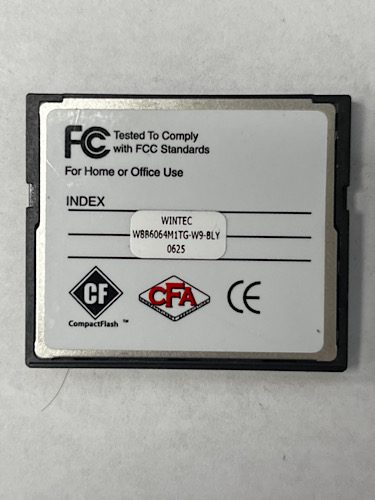 FC Tested To Comply
with FCC Standards
For Home or Office Use
INDEX
WINTEC
W8B6064M1TG-W9-BLY
0625
CF CFA CE
CompactFlash ™